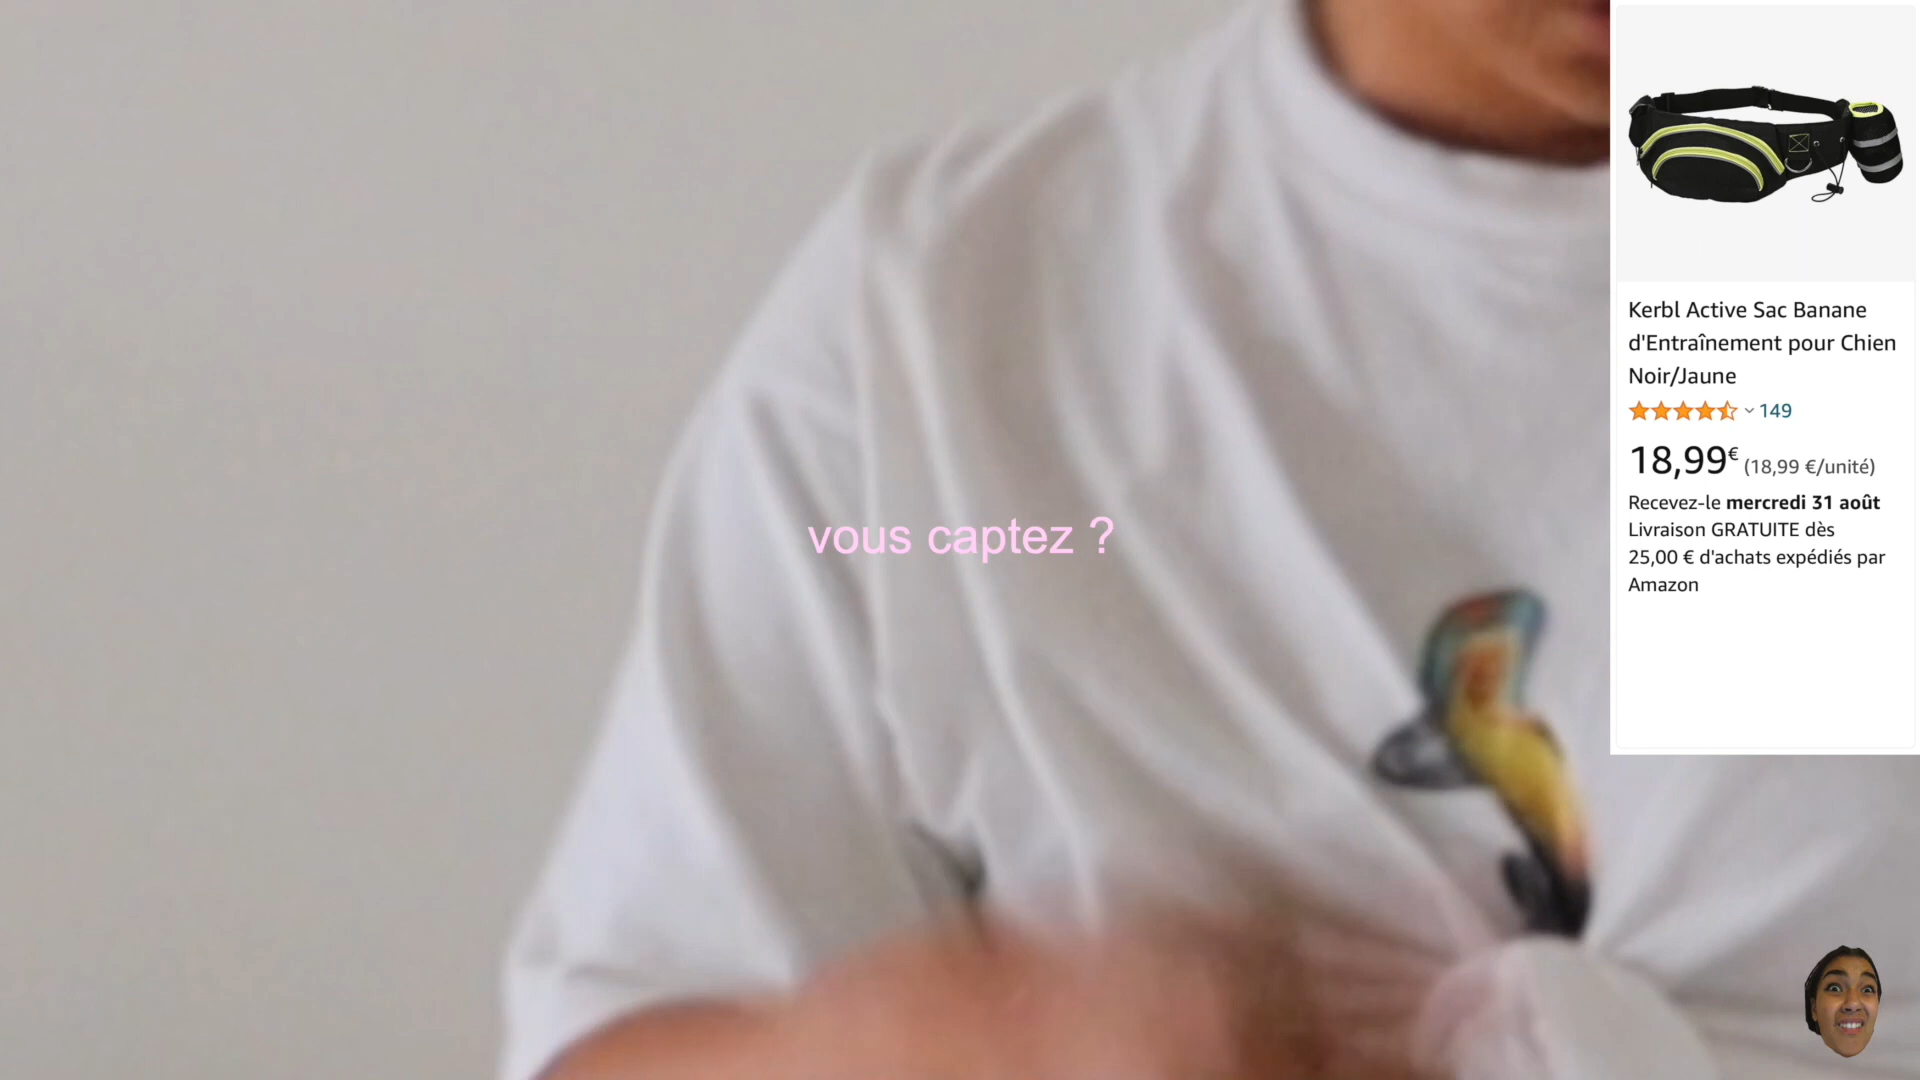 vous captez ?
Kerbl Active Sac Banane
d'Entraînement pour Chien
Noir/Jaune
149
18,99€ (18,99 €/unité)
Recevez-le mercredi 31 août
Livraison GRATUITE dès
25,00 € d'achats expédiés par
Amazon